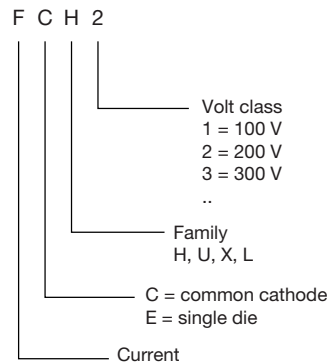 F C H 2
Volt class
1 = 100 V
2 = 200 V
3 = 300 V
..
Family
H, U, X, L
C = common cathode
E = single die
Current